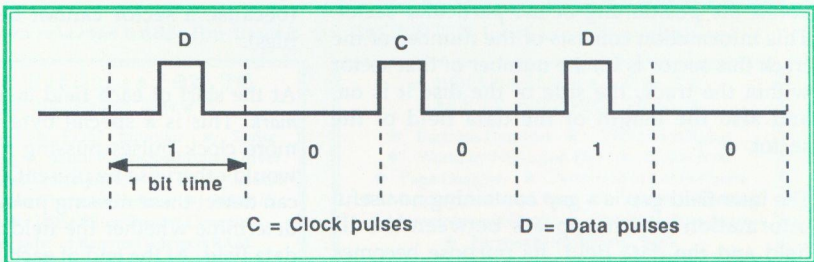 D C D
1 0 0 1 0
1 bit time
C = Clock pulses D = Data pulses